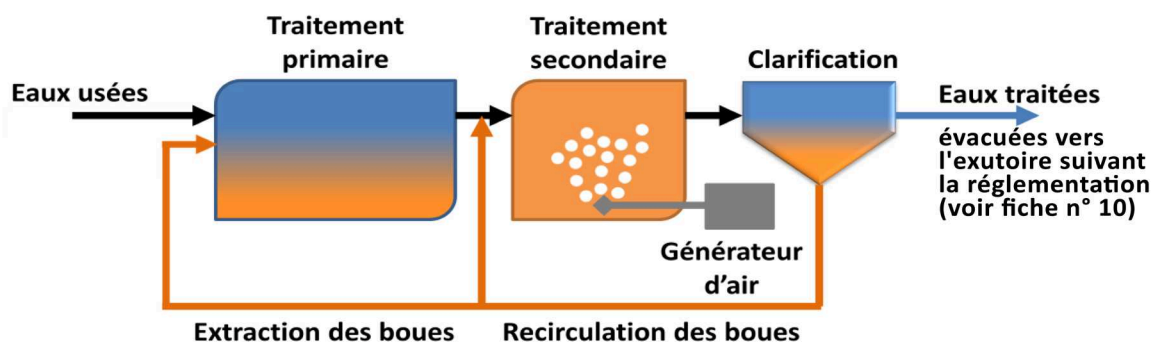 Traitement
primaire
Traitement
secondaire
Clarification
Eaux usées
Eaux traitées
évacuées vers
l'exutoire suivant
la réglementation
(voir fiche n° 10)
Générateur
d’air
Extraction des boues
Recirculation des boues